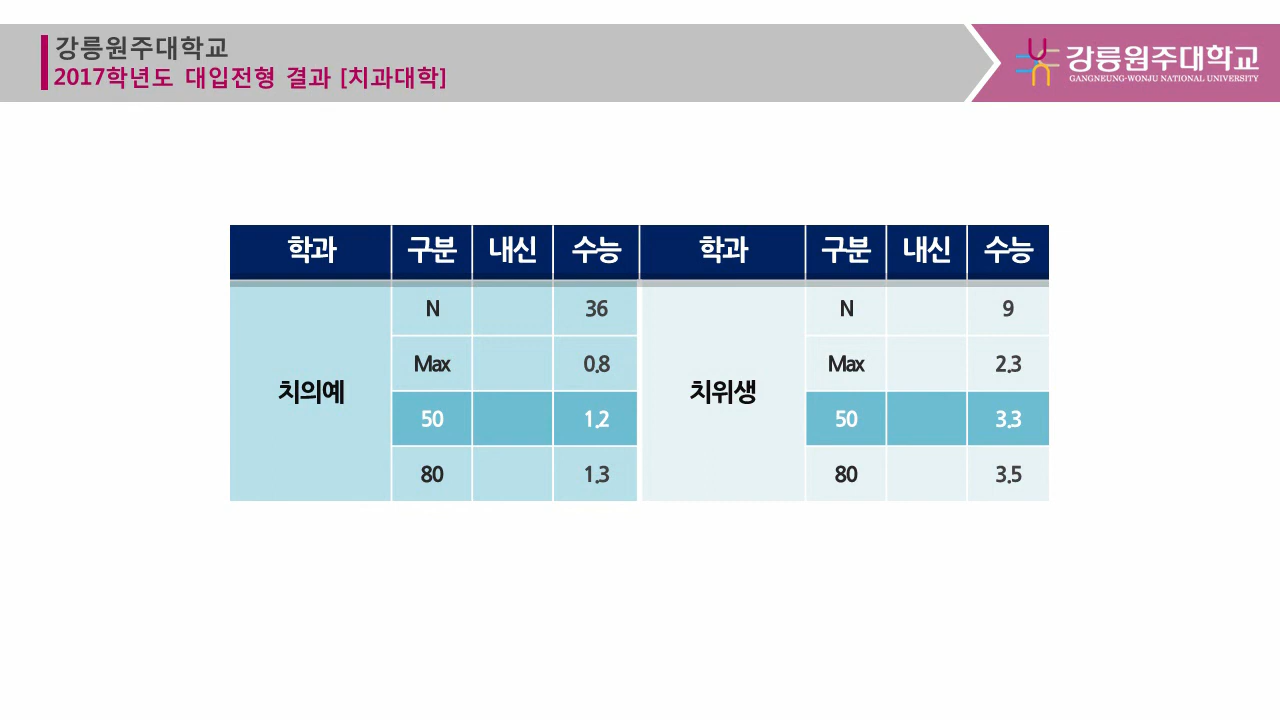 강릉원주대학교
2017학년도 대입전형 결과 [치과대학]
강릉원주대학교
GANGNEUNG-WONJU NATIONAL UNIVERSITY
학과 구분 내신 수능 학과 구분 내신 수능
N 36 N 9
Max 0.8 Max 2.3
치의예 치위생
50 1.2 50 3.3
80 1.3 80 3.5